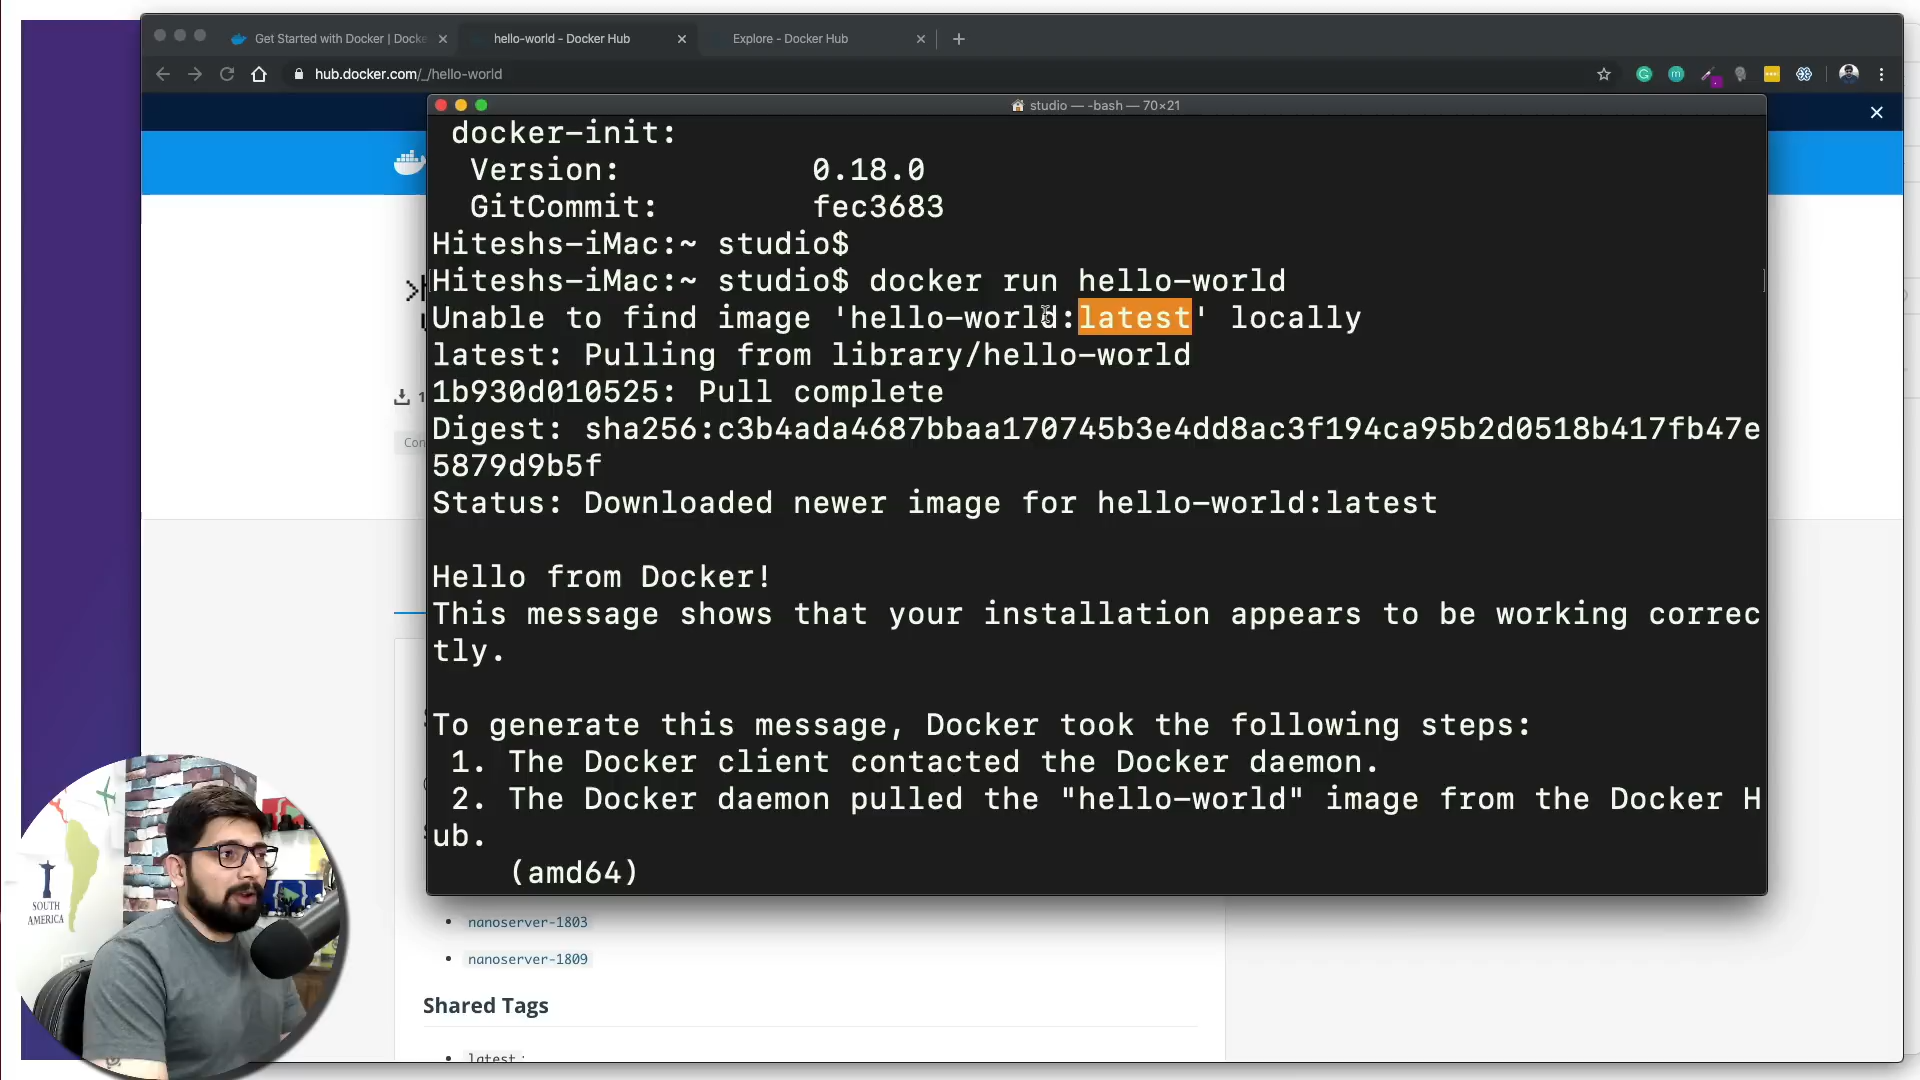 Get Started with Docker | Docke
hello-world - Docker Hub
Explore - Docker Hub
hub.docker.com/_/hello-world
studio — -bash — 70×21
docker-init:
Version: 0.18.0
GitCommit: fec3683
Hiteshs-iMac:~ studio$
Hiteshs-iMac:~ studio$ docker run hello-world
Unable to find image 'hello-world:latest' locally
latest: Pulling from library/hello-world
1b930d010525: Pull complete
Digest: sha256:c3b4ada4687bbaa170745b3e4dd8ac3f194ca95b2d0518b417fb47e
5879d9b5f
Status: Downloaded newer image for hello-world:latest
Hello from Docker!
This message shows that your installation appears to be working correc
tly.
To generate this message, Docker took the following steps:
1. The Docker client contacted the Docker daemon.
2. The Docker daemon pulled the "hello-world" image from the Docker H
ub.
(amd64)
nanoserver-1803
nanoserver-1809
Shared Tags
latest:
SOUTH
AMERICA